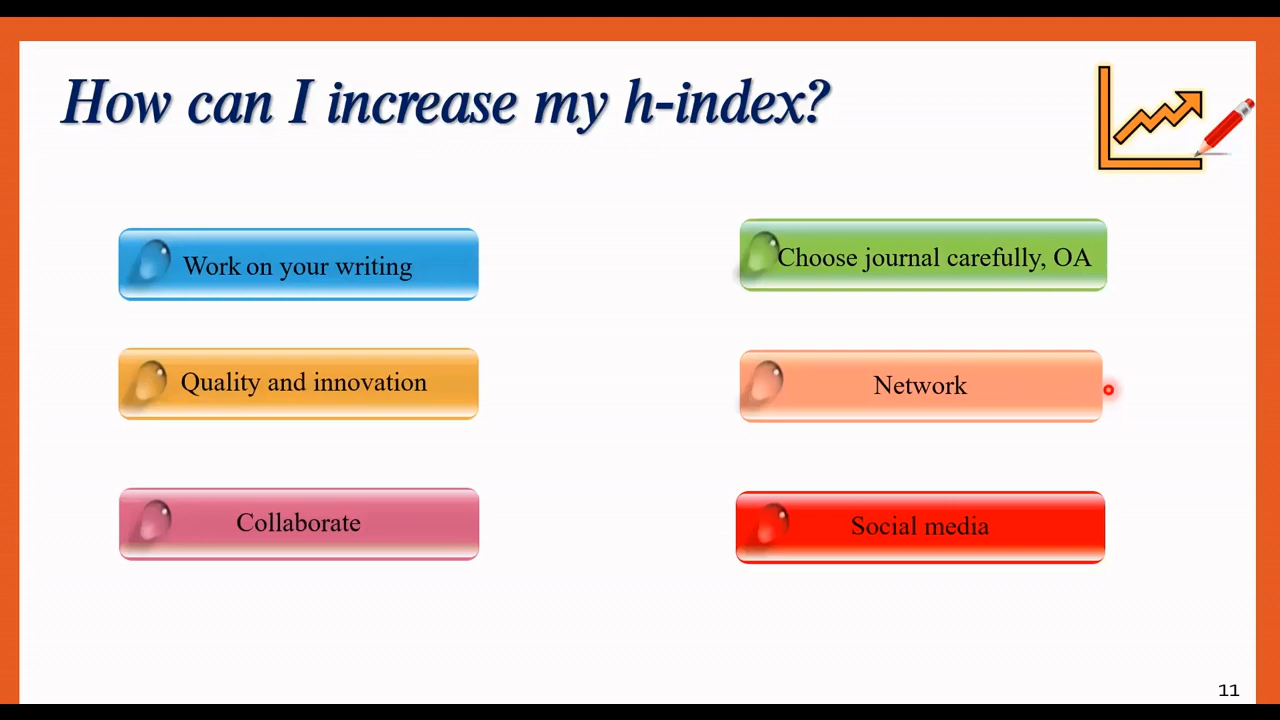 How can I increase my h-index?
Work on your writing
Choose journal carefully, OA
Quality and innovation
Network
Collaborate
Social media
11